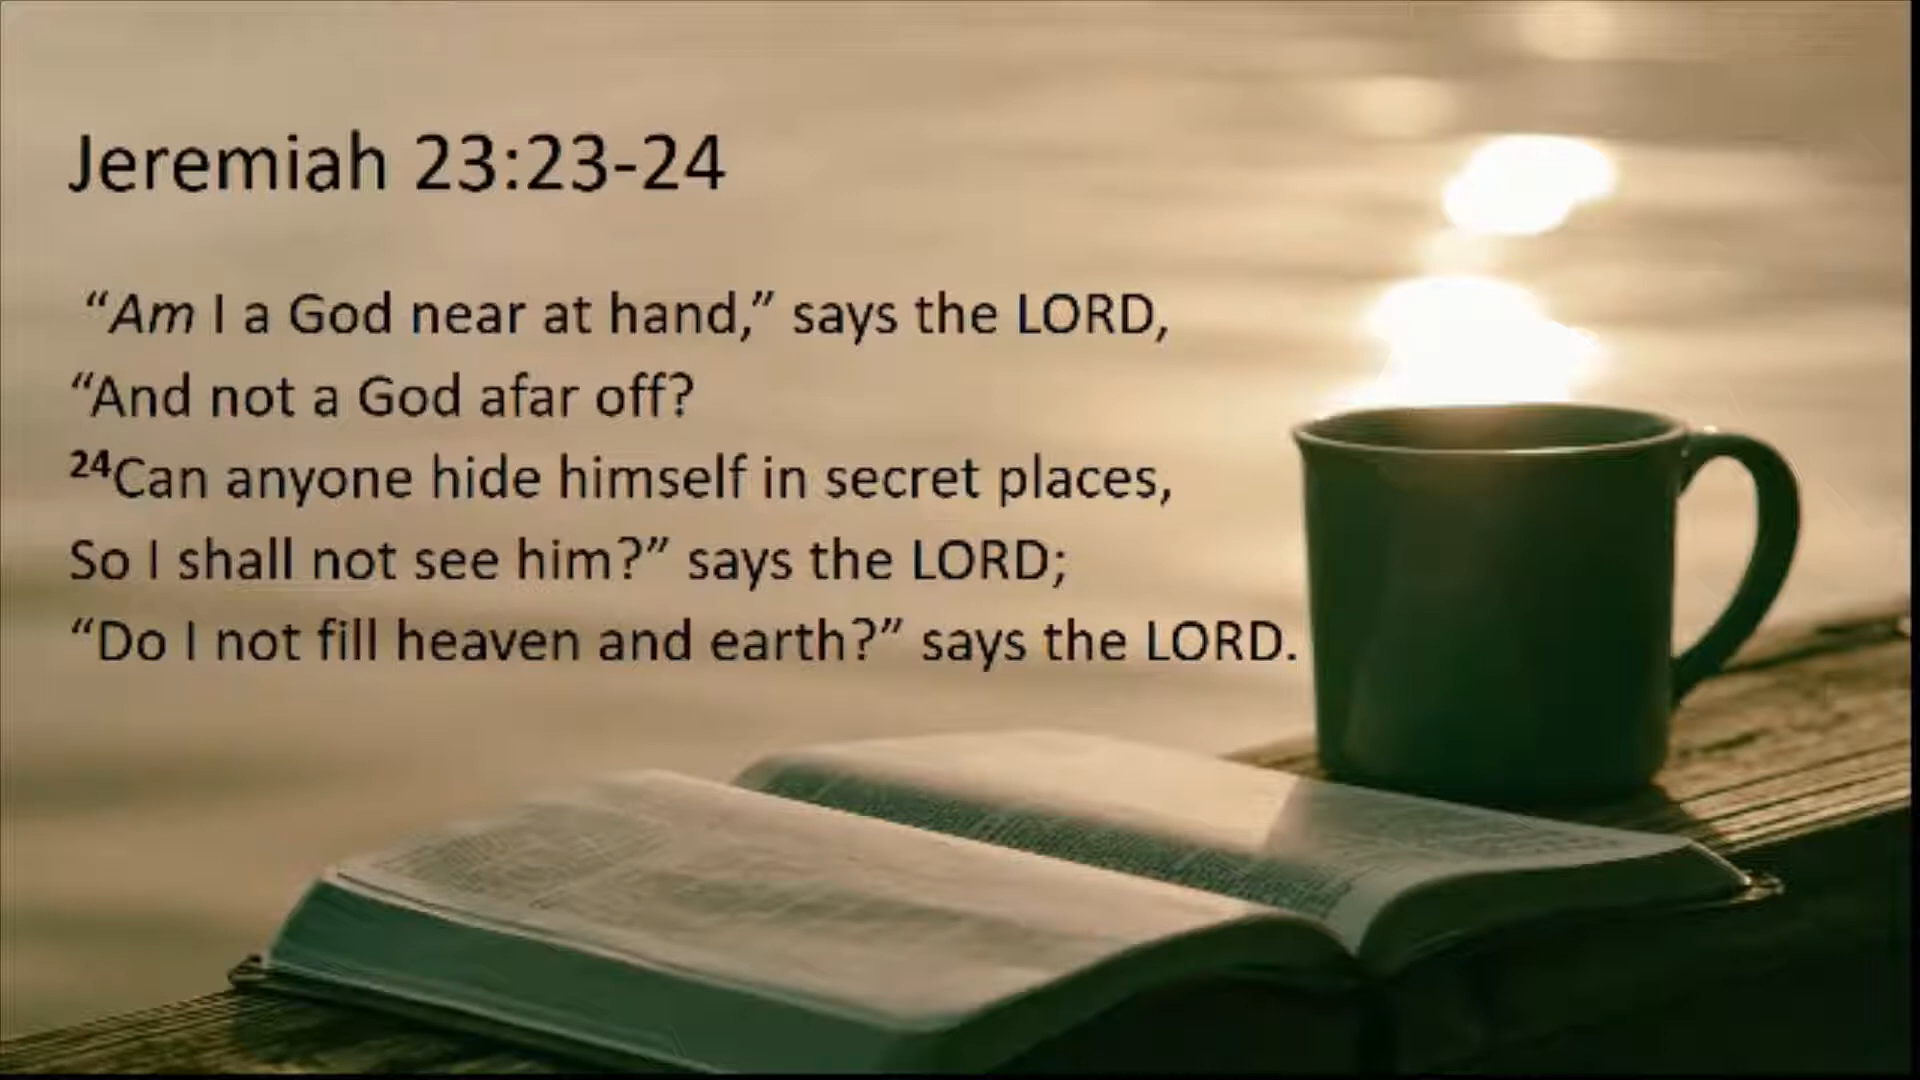 Jeremiah 23:23-24
“Am I a God near at hand,” says the LORD,
“And not a God afar off?
24Can anyone hide himself in secret places,
So I shall not see him?” says the LORD;
“Do I not fill heaven and earth?” says the LORD.